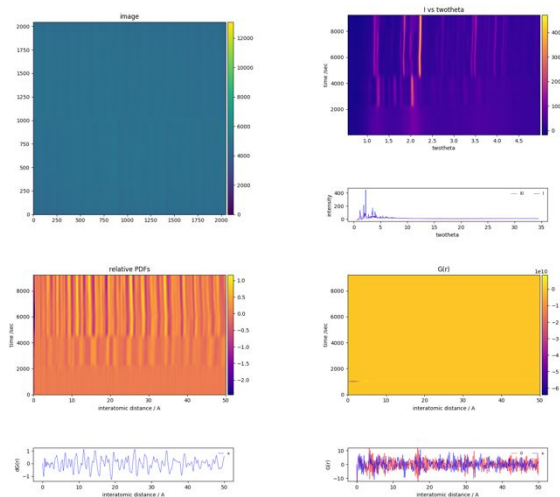 image
2000
1750
1500
1250
1000
750
500
250
0
0 250 500 750 1000 1250 1500 1750 2000
12000
10000
8000
6000
4000
2000
0
I vs twotheta
time /sec
8000
6000
4000
2000
1.0 1.5 2.0 2.5 3.0 3.5 4.0 4.5
twotheta
400
300
200
100
0
intensity
400
200
0
I
0 5 10 15 20 25 30 35
twotheta
relative PDFs
time /sec
8000
6000
4000
2000
0
0 10 20 30 40 50
interatomic distance / A
1.0
0.5
0.0
−0.5
−1.0
−1.5
−2.0
G(r)
time /sec
8000
6000
4000
2000
0
0 10 20 30 40 50
interatomic distance / A
1e10
0
−1
−2
−3
−4
−5
−6
dG(r)
1
0
−1
0 10 20 30 40 50
interatomic distance / A
G(r)
10
0
−10
0 10 20 30 40 50
interatomic distance / A